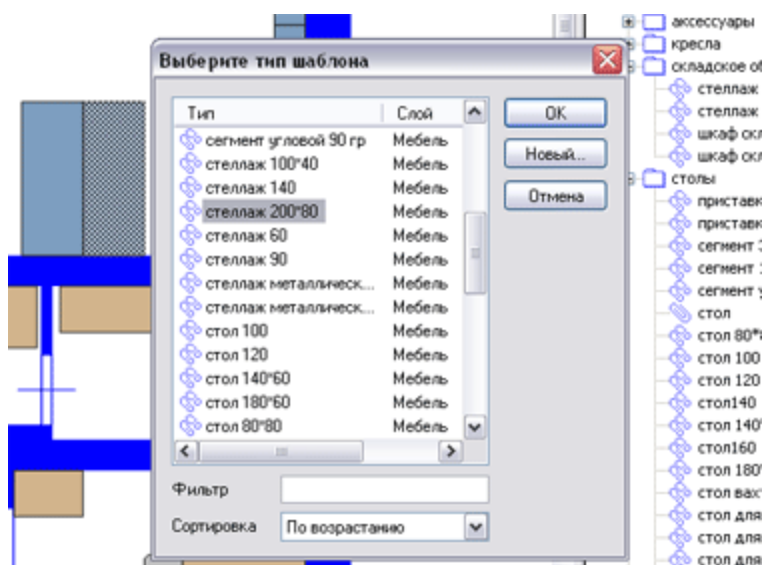 Выберите тип шаблона
Тип Слой
сегмент угловой 90 гр Мебель
стеллаж 100*40 Мебель
стеллаж 140 Мебель
стеллаж 200*80 Мебель
стеллаж 60 Мебель
стеллаж 90 Мебель
стеллаж металлическ... Мебель
стеллаж металлическ... Мебель
стол 100 Мебель
стол 120 Мебель
стол 140*60 Мебель
стол 180*60 Мебель
стол 80*80 Мебель
Фильтр
Сортировка По возрастанию
ОК
Новый...
Отмена
аксессуары
кресла
складское об
стеллаж
стеллаж
шкаф скл
шкаф скл
столы
приставк
приставк
сегмент
сегмент
сегмент у
стол
стол 80*
стол 100
стол 120
стол140
стол 140*
стол160
стол 180*
стол вахт
стол для
стол для
стол для